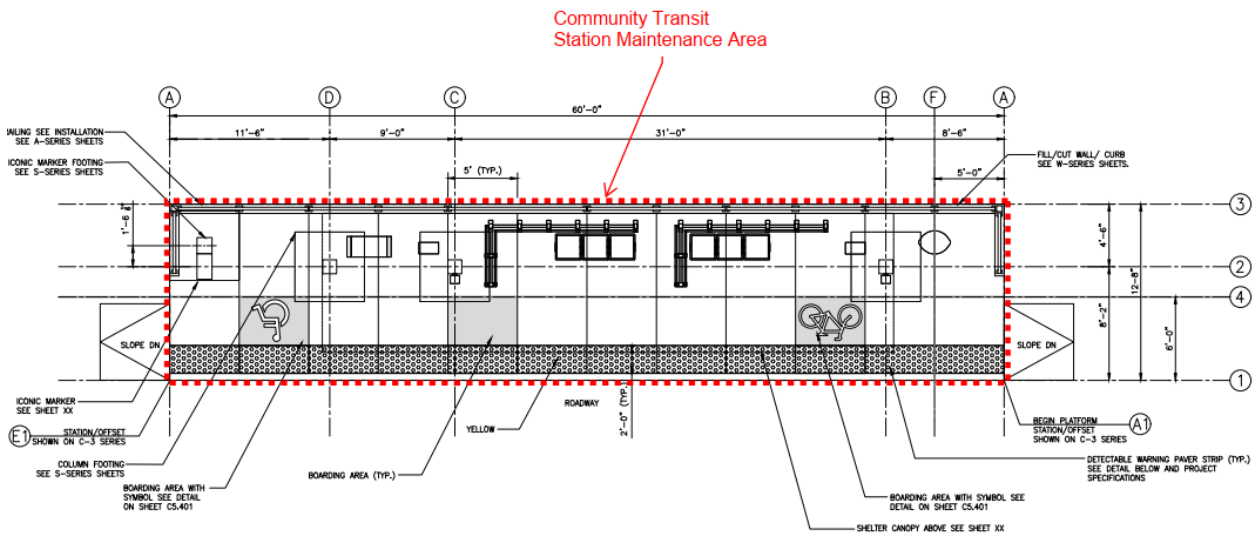 Community Transit
Station Maintenance Area
A
D
C
B
F
A
60'-0"
11'-6"
9'-0"
31'-0"
8'-6"
AILING SEE INSTALLATION
SEE A-SERIES SHEETS
ICONIC MARKER FOOTING
SEE S-SERIES SHEETS
5' (TYP.)
5'-0"
FILL/CUT WALL/ CURB
SEE W-SERIES SHEETS.
3
4'-6"
2
12'-8"
4
8'-2"
6'-0"
1
SLOPE DN
SLOPE DN
ICONIC MARKER
SEE SHEET XX
E1
STATION/OFFSET
SHOWN ON C-3 SERIES
COLUMN FOOTING
SEE S-SERIES SHEETS
BOARDING AREA WITH
SYMBOL SEE DETAIL
ON SHEET C5.401
BOARDING AREA (TYP.)
YELLOW
ROADWAY
2'-0" (TYP.)
BEGIN PLATFORM
STATION/OFFSET
SHOWN ON C-3 SERIES
A1
DETECTABLE WARNING PAVER STRIP (TYP.)
SEE DETAIL BELOW AND PROJECT
SPECIFICATIONS
BOARDING AREA WITH SYMBOL SEE
DETAIL ON SHEET C5.401
SHELTER CANOPY ABOVE SEE SHEET XX